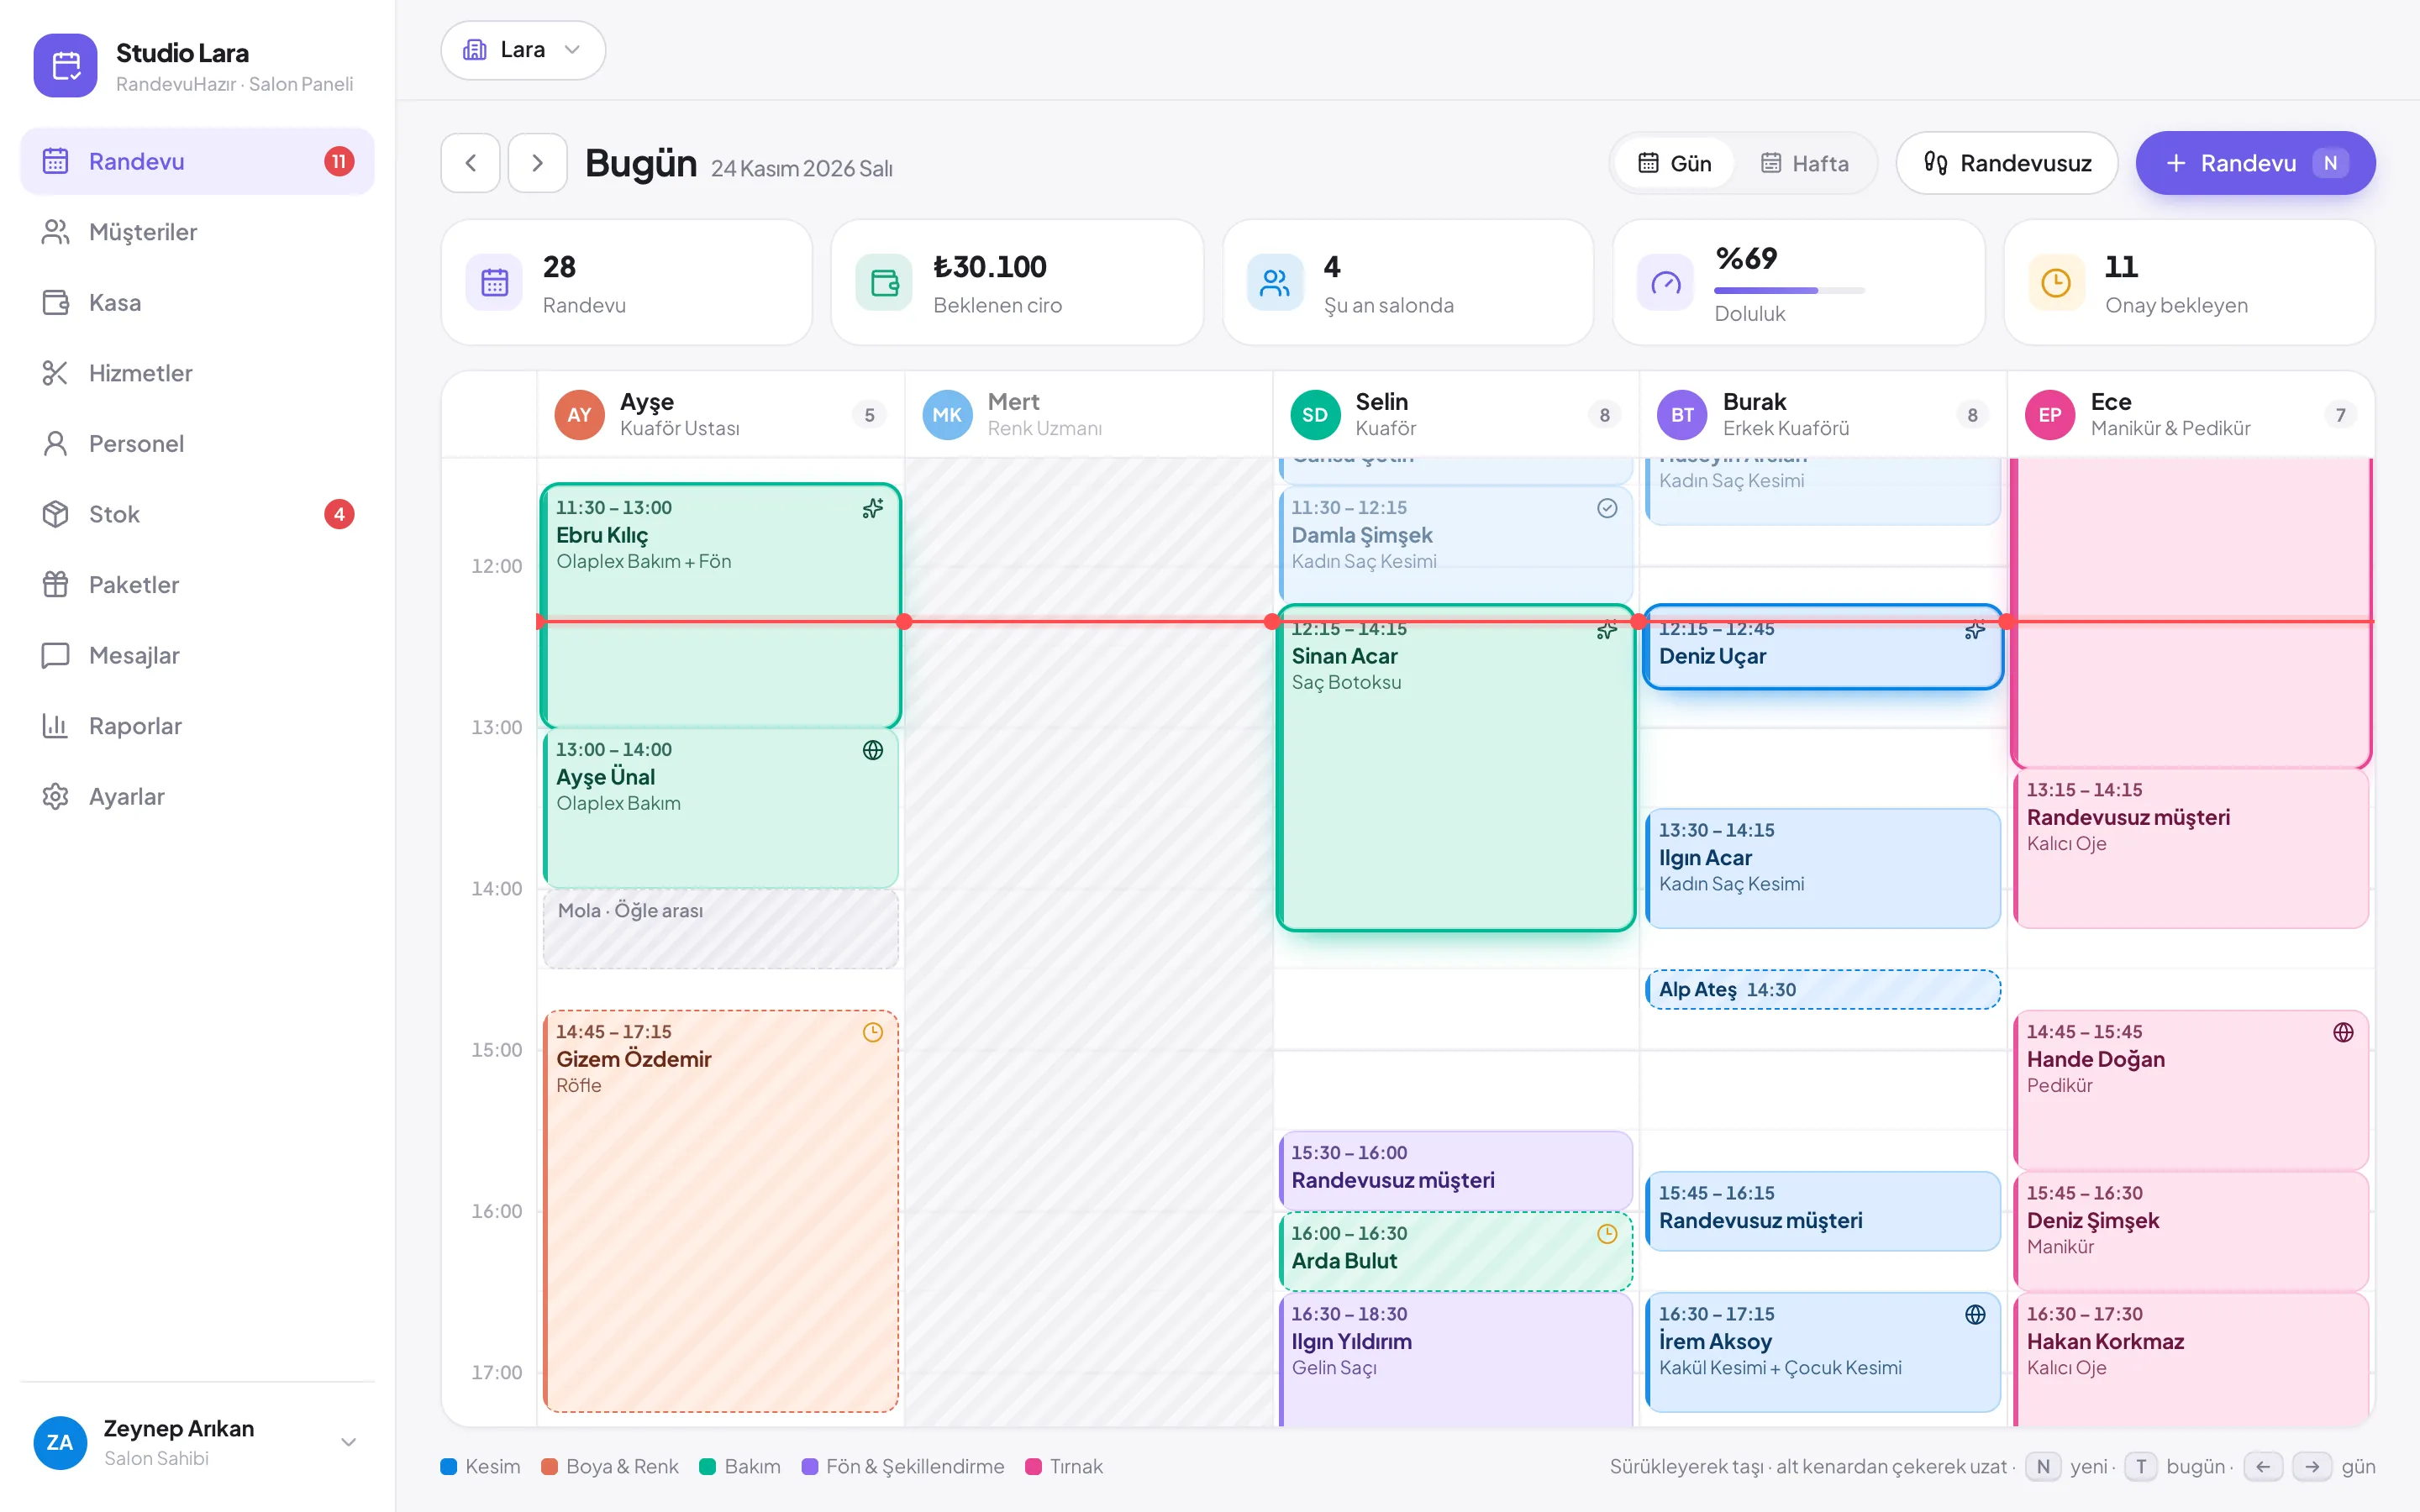 Studio Lara
RandevuHazır · Salon Paneli
Randevu 11
Müşteriler
Kasa
Hizmetler
Personel
Stok 4
Paketler
Mesajlar
Raporlar
Ayarlar
ZA
Zeynep Arıkan
Salon Sahibi
Lara
Bugün 24 Kasım 2026 Salı
Gün
Hafta
Randevusuz
Randevu N
28
Randevu
₺30.100
Beklenen ciro
4
Şu an salonda
%69
Doluluk
11
Onay bekleyen
AY
Ayşe
Kuaför Ustası
5
MK
Mert
Renk Uzmanı
SD
Selin
Kuaför
8
BT
Burak
Erkek Kuaförü
8
EP
Ece
Manikür & Pedikür
7
12:00
13:00
14:00
15:00
16:00
17:00
11:30 – 13:00
Ebru Kılıç
Olaplex Bakım + Fön
13:00 – 14:00
Ayşe Ünal
Olaplex Bakım
Mola · Öğle arası
14:45 – 17:15
Gizem Özdemir
Röfle
11:30 – 12:15
Damla Şimşek
Kadın Saç Kesimi
12:15 – 14:15
Sinan Acar
Saç Botoksu
15:30 – 16:00
Randevusuz müşteri
16:00 – 16:30
Arda Bulut
16:30 – 18:30
Ilgın Yıldırım
Gelin Saçı
Kadın Saç Kesimi
12:15 – 12:45
Deniz Uçar
13:30 – 14:15
Ilgın Acar
Kadın Saç Kesimi
Alp Ateş 14:30
15:45 – 16:15
Randevusuz müşteri
16:30 – 17:15
İrem Aksoy
Kakül Kesimi + Çocuk Kesimi
13:15 – 14:15
Randevusuz müşteri
Kalıcı Oje
14:45 – 15:45
Hande Doğan
Pedikür
15:45 – 16:30
Deniz Şimşek
Manikür
16:30 – 17:30
Hakan Korkmaz
Kalıcı Oje
Kesim
Boya & Renk
Bakım
Fön & Şekillendirme
Tırnak
Sürükleyerek taşı · alt kenardan çekerek uzat · N yeni · T bugün · ← → gün